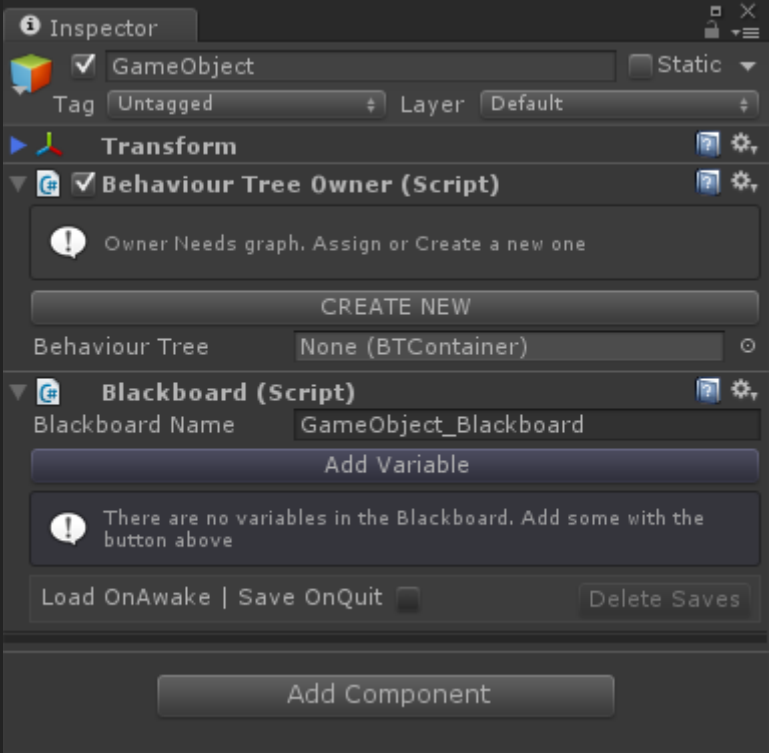 Inspector
GameObject Static
Tag Untagged Layer Default
Transform
Behaviour Tree Owner (Script)
Owner Needs graph. Assign or Create a new one
CREATE NEW
Behaviour Tree None (BTContainer)
Blackboard (Script)
Blackboard Name GameObject_Blackboard
Add Variable
There are no variables in the Blackboard. Add some with the
button above
Load OnAwake | Save OnQuit Delete Saves
Add Component